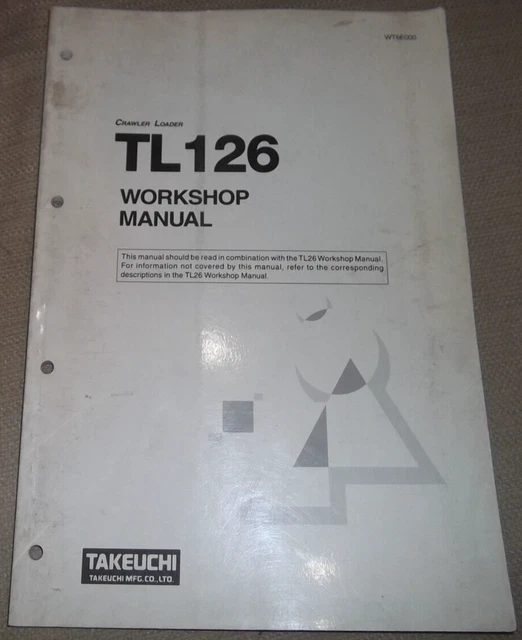 CRAWLER LOADER
TL126
WORKSHOP
MANUAL
This manual should be read in combination with the TL26 Workshop Manual.
For information not covered by this manual, refer to the corresponding
descriptions in the TL26 Workshop Manual.
TAKEUCHI
TAKEUCHI MFG.CO.,LTD.